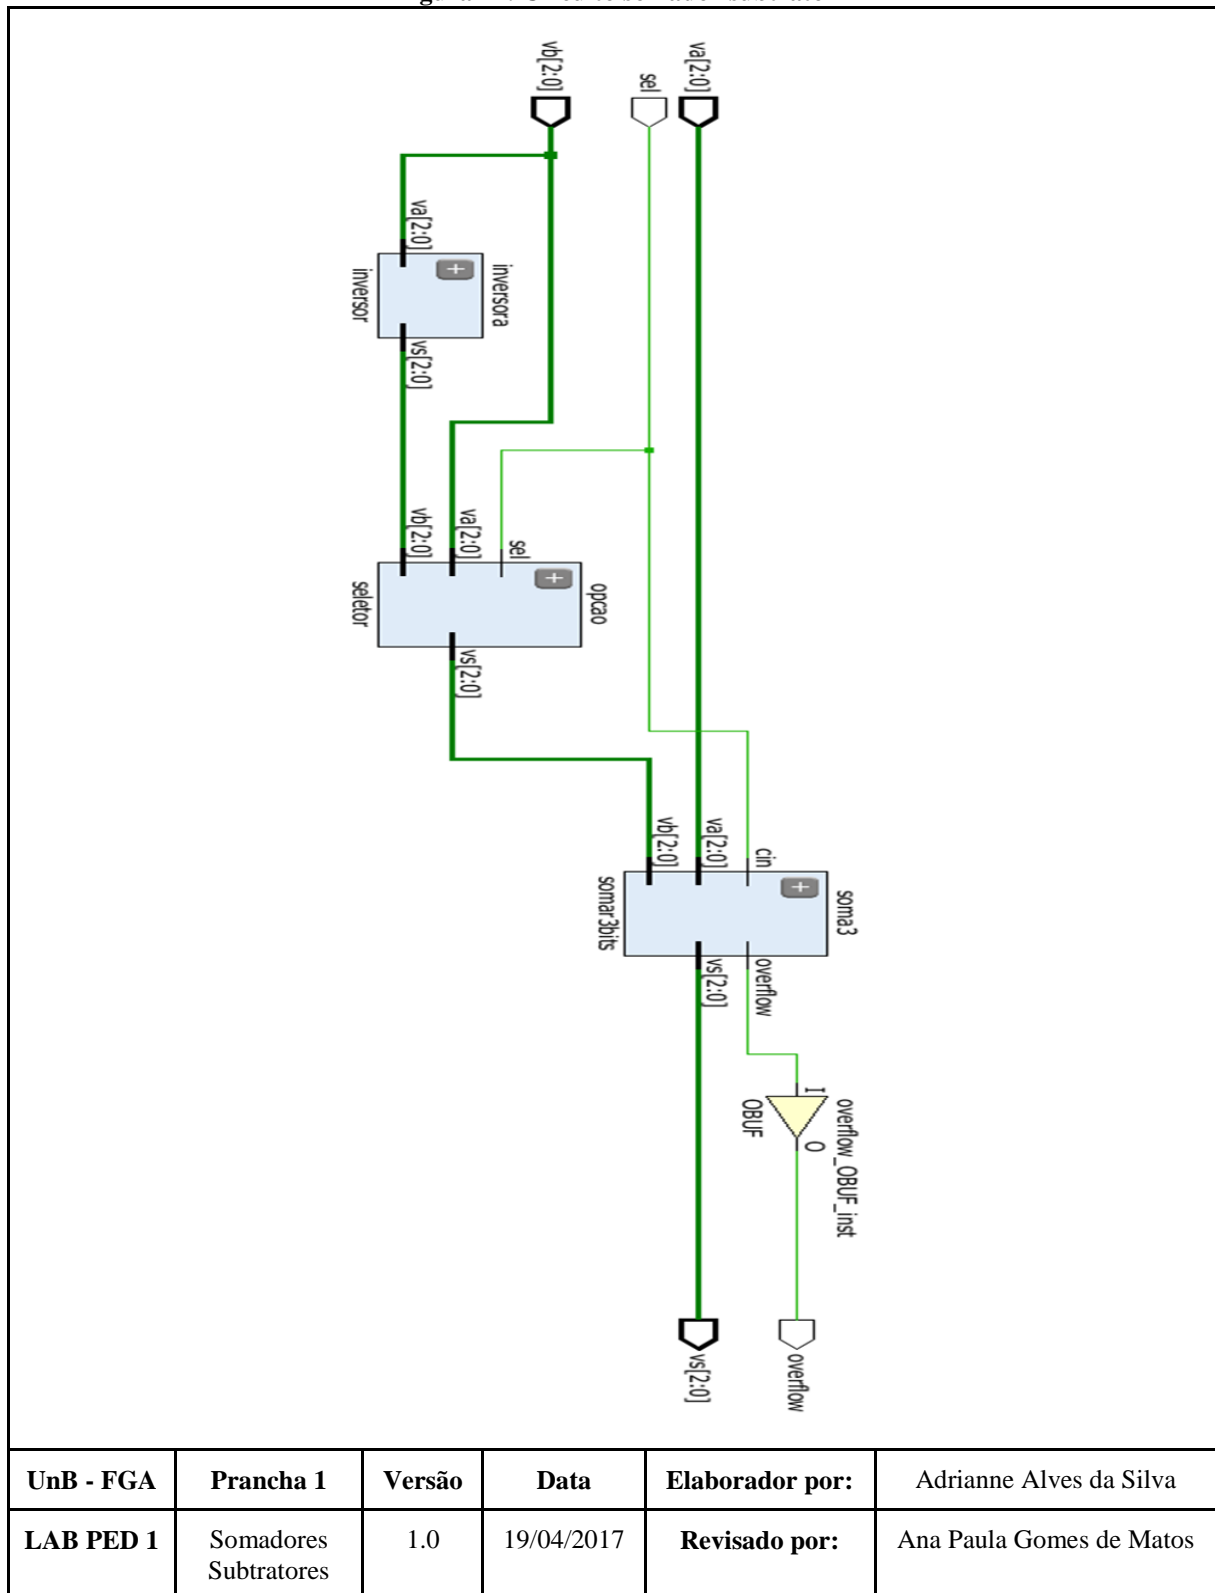 vb[2:0]
sel
va[2:0]
va[2:0]
inversora
inversor
vs[2:0]
vb[2:0]
va[2:0]
sel
opcao
seletor
vs[2:0]
vb[2:0]
va[2:0]
cin
soma3
somar3bits
vs[2:0]
overflow
I
overflow_OBUF_inst
OBUF
O
vs[2:0]
overflow
UnB - FGA Prancha 1 Versão Data Elaborador por: Adrianne Alves da Silva
LAB PED 1 Somadores 1.0 19/04/2017 Revisado por: Ana Paula Gomes de Matos
Subtratores